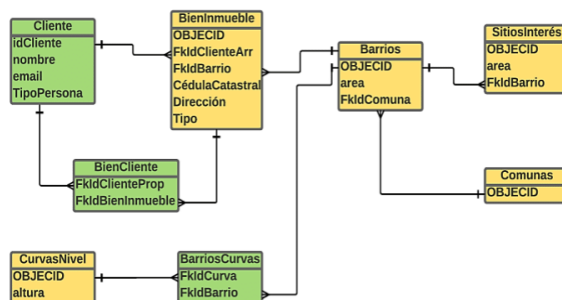 Cliente
idCliente
nombre
email
TipoPersona
BienInmueble
OBJECID
FkIdClienteArr
FkIdBarrio
CédulaCatastral
Dirección
Tipo
Barrios
OBJECID
area
FkIdComuna
SitiosInterés
OBJECID
area
FkIdBarrio
BienCliente
FkIdClienteProp
FkIdBienInmueble
Comunas
OBJECID
CurvasNivel
OBJECID
altura
BarriosCurvas
FkIdCurva
FkIdBarrio